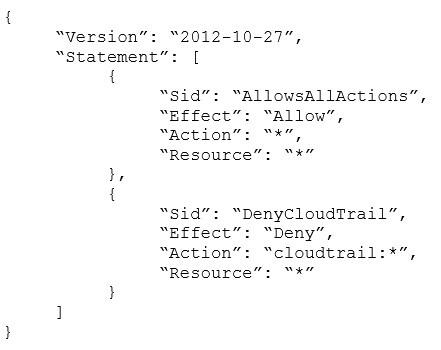 {
“Version”: “2012-10-27”,
“Statement”: [
{
“Sid”: “AllowsAllActions”,
“Effect”: “Allow”,
“Action”: “*”,
“Resource”: “*”
},
{
“Sid”: “DenyCloudTrail”,
“Effect”: “Deny”,
“Action”: “cloudtrail:*”,
“Resource”: “*”
}
]
}